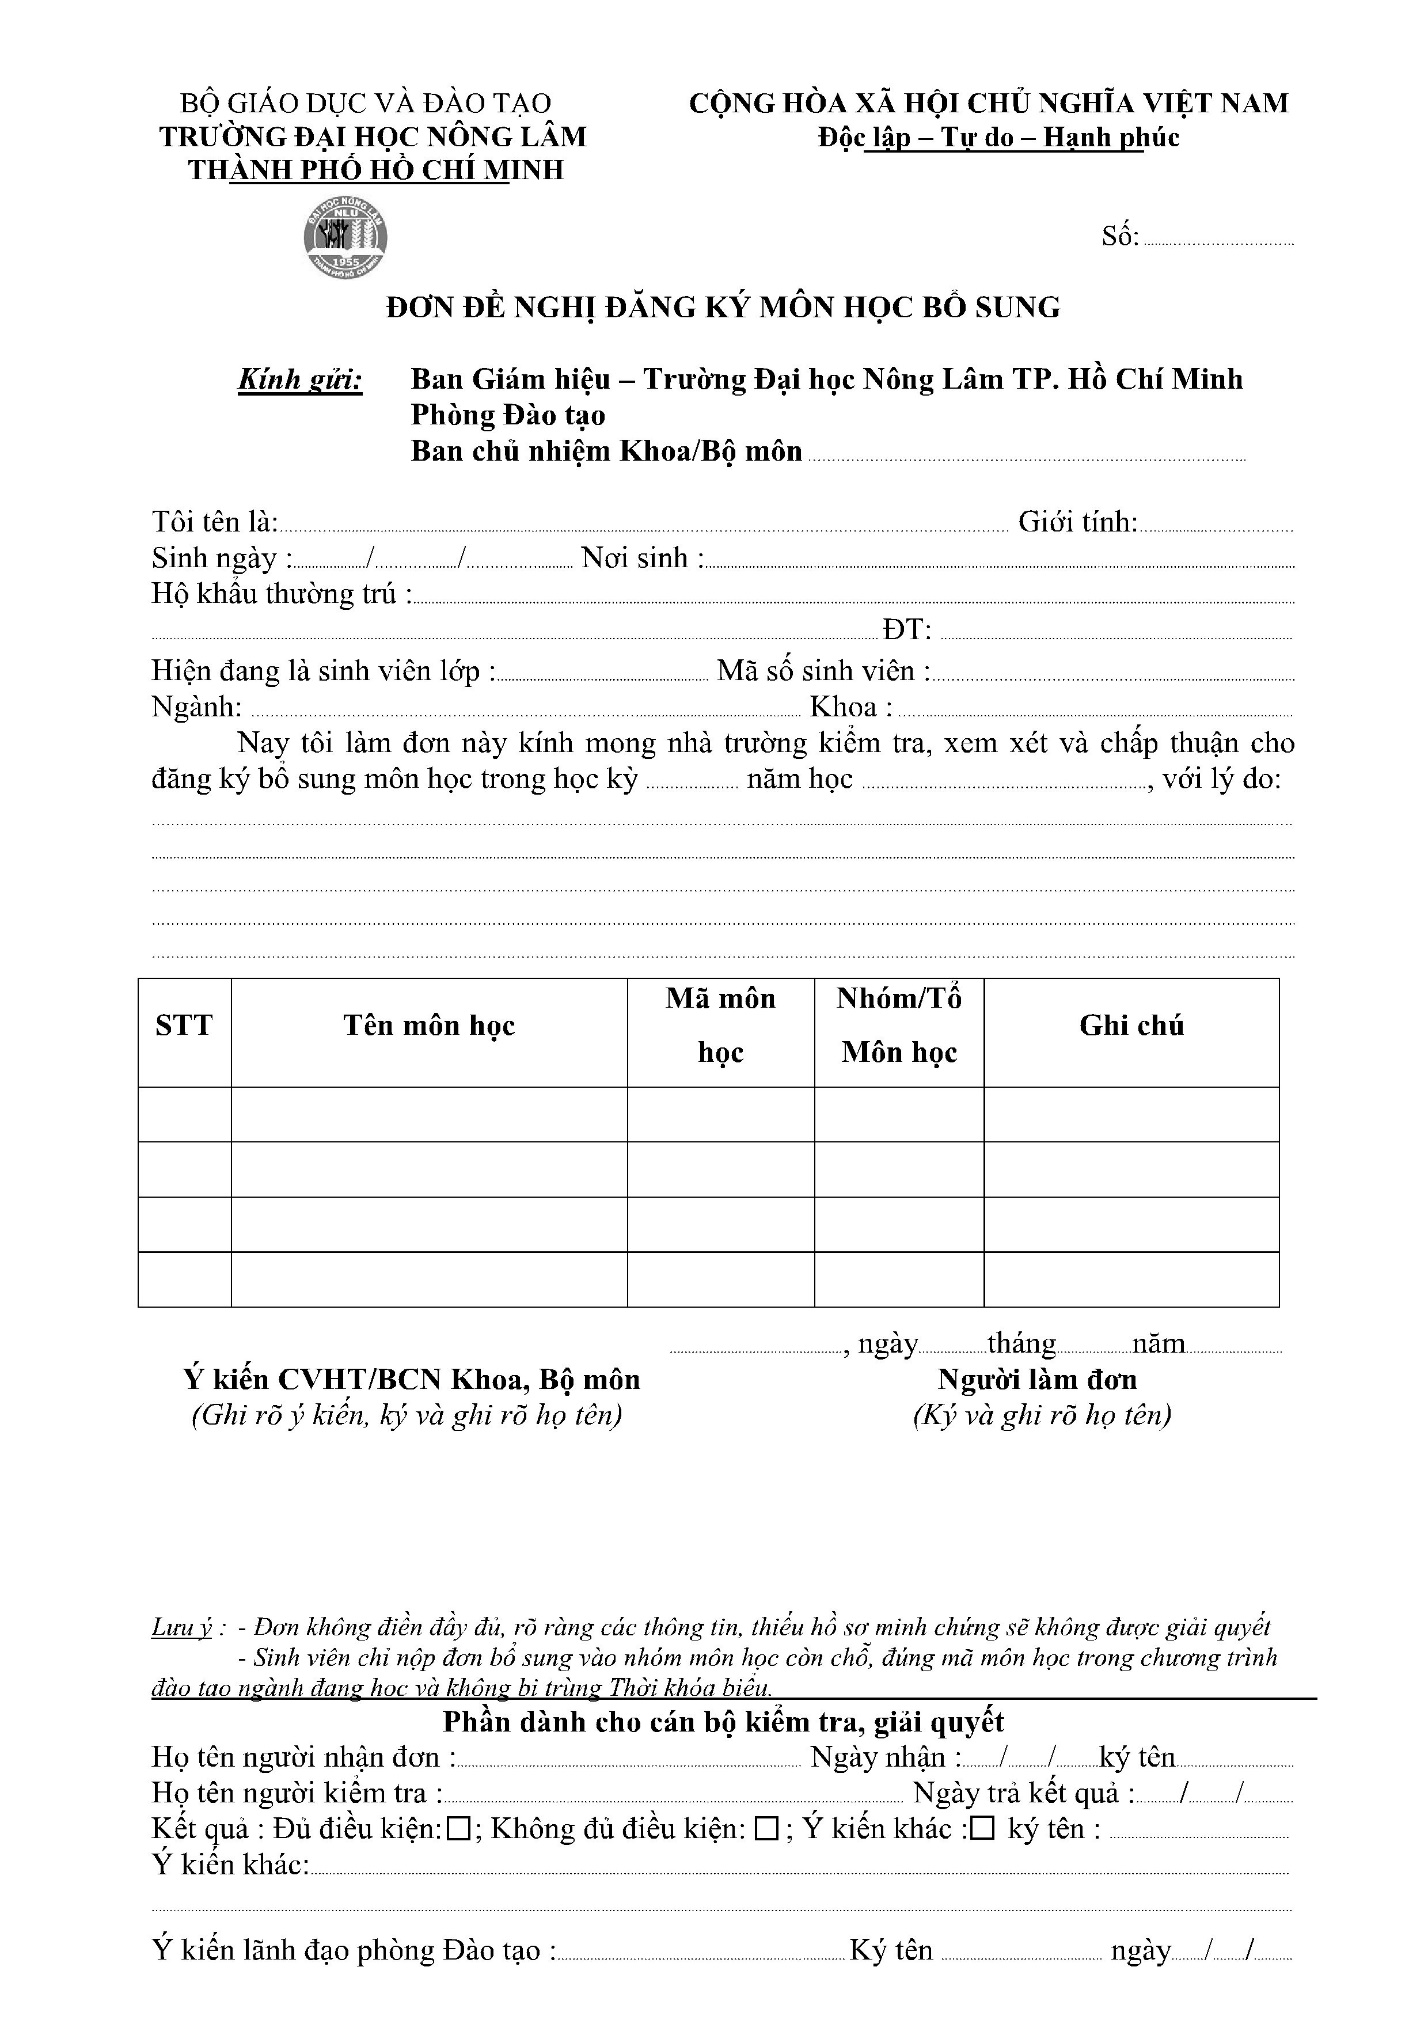 BỘ GIÁO DỤC VÀ ĐÀO TẠO
TRƯỜNG ĐẠI HỌC NÔNG LÂM
THÀNH PHỐ HỒ CHÍ MINH
CỘNG HÒA XÃ HỘI CHỦ NGHĨA VIỆT NAM
Độc lập – Tự do – Hạnh phúc
ĐẠI HỌC NÔNG LÂM
NLU
1955
THÀNH PHỐ HỒ CHÍ MINH
Số:
ĐƠN ĐỀ NGHỊ ĐĂNG KÝ MÔN HỌC BỔ SUNG
Kính gửi: Ban Giám hiệu – Trường Đại học Nông Lâm TP. Hồ Chí Minh
Phòng Đào tạo
Ban chủ nhiệm Khoa/Bộ môn
Tôi tên là: Giới tính:
Sinh ngày : / / Nơi sinh :
Hộ khẩu thường trú :
ĐT:
Hiện đang là sinh viên lớp : Mã số sinh viên :
Ngành: Khoa :
Nay tôi làm đơn này kính mong nhà trường kiểm tra, xem xét và chấp thuận cho
đăng ký bổ sung môn học trong học kỳ năm học , với lý do:
STT Tên môn học Mã môn học Nhóm/Tổ Môn học Ghi chú
, ngày tháng năm
Ý kiến CVHT/BCN Khoa, Bộ môn Người làm đơn
(Ghi rõ ý kiến, ký và ghi rõ họ tên) (Ký và ghi rõ họ tên)
Lưu ý : - Đơn không điền đầy đủ, rõ ràng các thông tin, thiếu hồ sơ minh chứng sẽ không được giải quyết
- Sinh viên chỉ nộp đơn bổ sung vào nhóm môn học còn chỗ, đúng mã môn học trong chương trình
đào tạo ngành đang học và không bị trùng Thời khóa biểu.
Phần dành cho cán bộ kiểm tra, giải quyết
Họ tên người nhận đơn : Ngày nhận : / / ký tên
Họ tên người kiểm tra : Ngày trả kết quả : / /
Kết quả : Đủ điều kiện: ☐ ; Không đủ điều kiện: ☐ ; Ý kiến khác : ☐ ký tên :
Ý kiến khác:
Ý kiến lãnh đạo phòng Đào tạo : Ký tên ngày / /